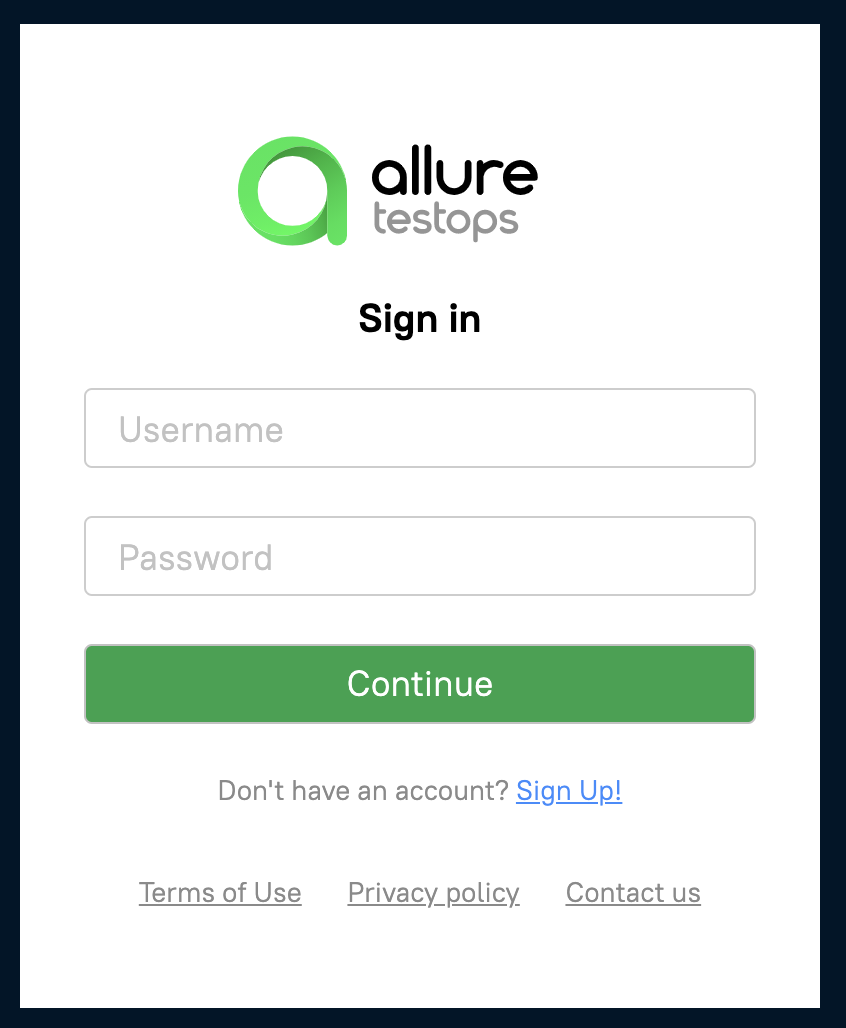 allure
testops
Sign in
Username
Password
Continue
Don't have an account? Sign Up!
Terms of Use Privacy policy Contact us